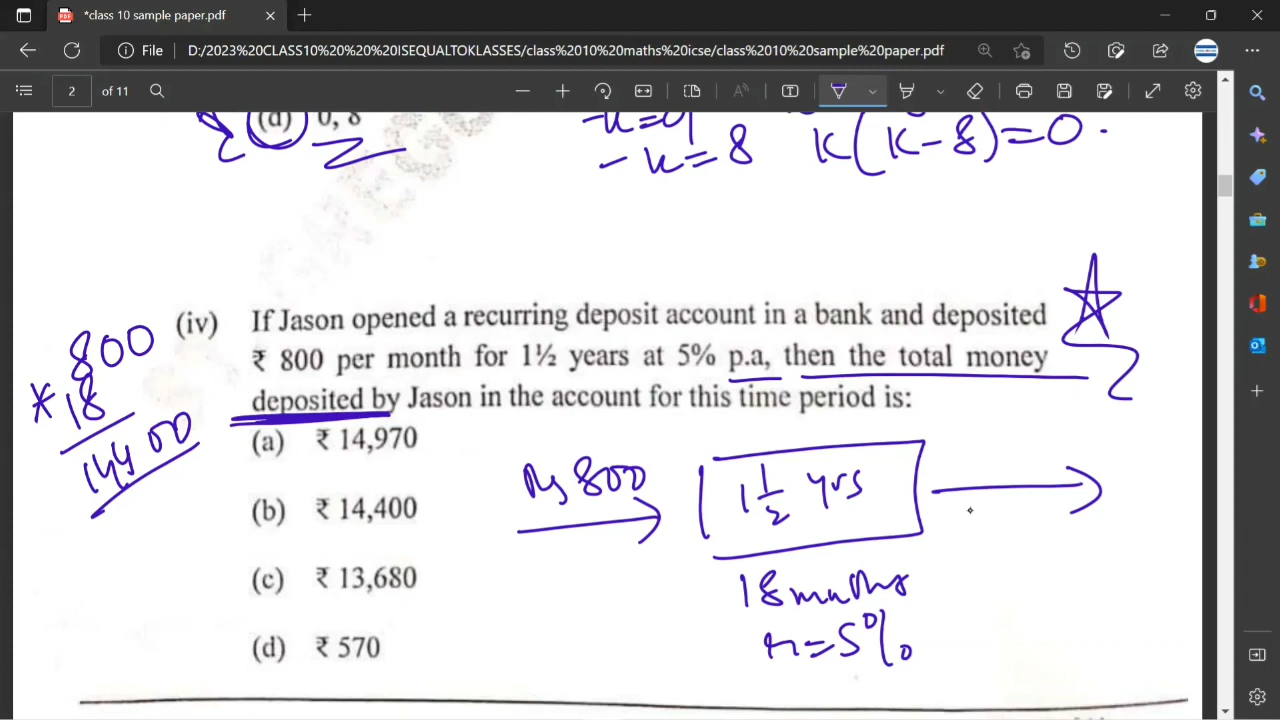 *class 10 sample paper.pdf
File D:/2023%20CLASS10%20%20%20ISEQUALTOKLASSES/class%2010%20maths%20icse/class%2010%20sample%20paper.pdf
2 of 11
(d) 0, 8
-k=0
-k=8
k(k-8)=0.
(iv) If Jason opened a recurring deposit account in a bank and deposited
₹ 800 per month for 1½ years at 5% p.a, then the total money
deposited by Jason in the account for this time period is:
800
*18
14400
(a) ₹ 14,970
(b) ₹ 14,400
(c) ₹ 13,680
(d) ₹ 570
Rs 800
1 1/2 yrs
18 months
r=5%